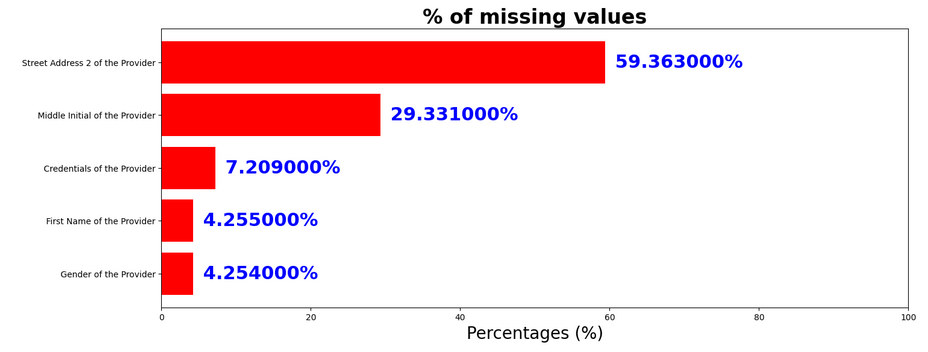 % of missing values
Street Address 2 of the Provider
59.363000%
Middle Initial of the Provider
29.331000%
Credentials of the Provider
7.209000%
First Name of the Provider
4.255000%
Gender of the Provider
4.254000%
0 20 40 60 80 100
Percentages (%)